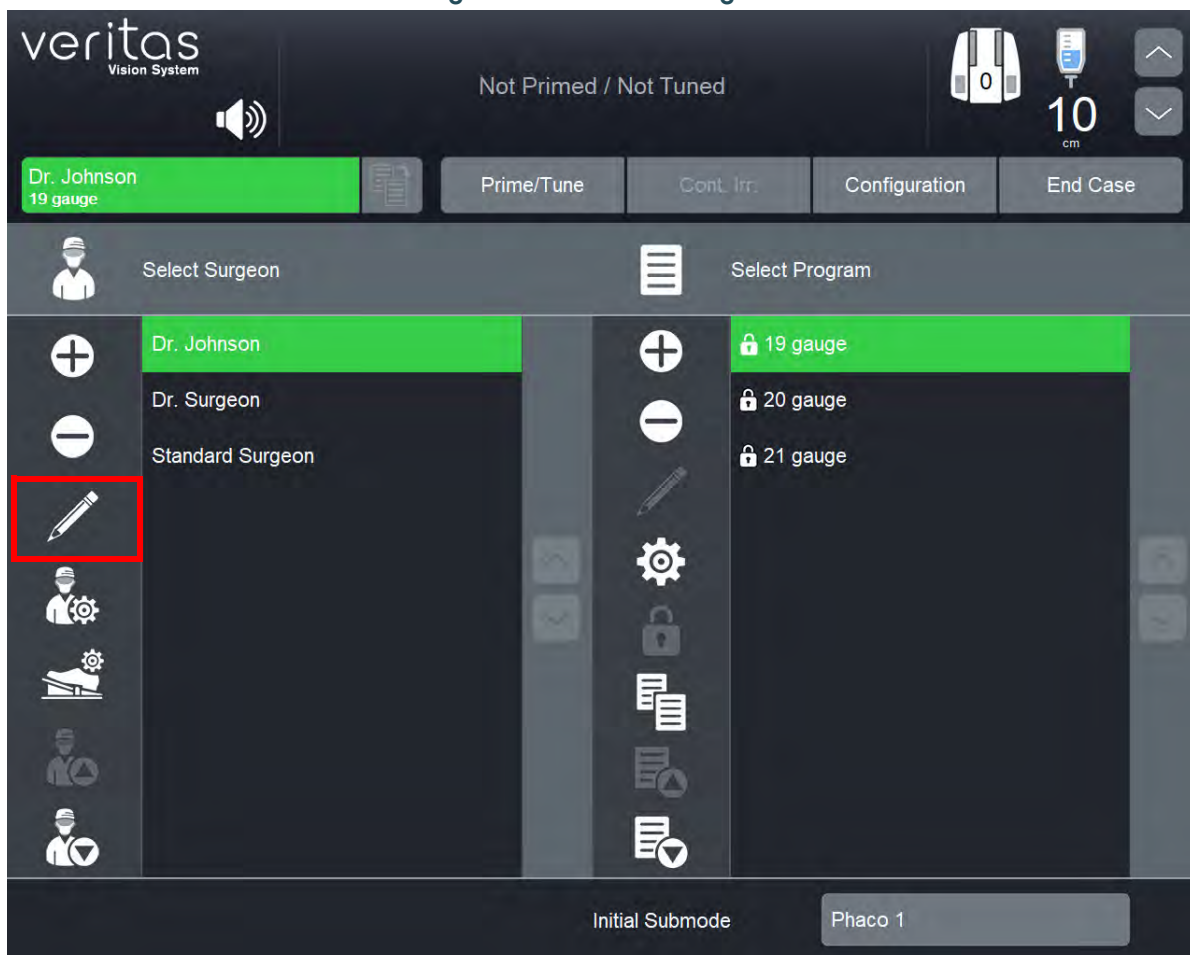 veritas
Vision System
Not Primed / Not Tuned
0
T
10
cm
Dr. Johnson
19 gauge
Prime/Tune
Cont. Irr.
Configuration
End Case
Select Surgeon
Select Program
Dr. Johnson
Dr. Surgeon
Standard Surgeon
19 gauge
20 gauge
21 gauge
Initial Submode
Phaco 1